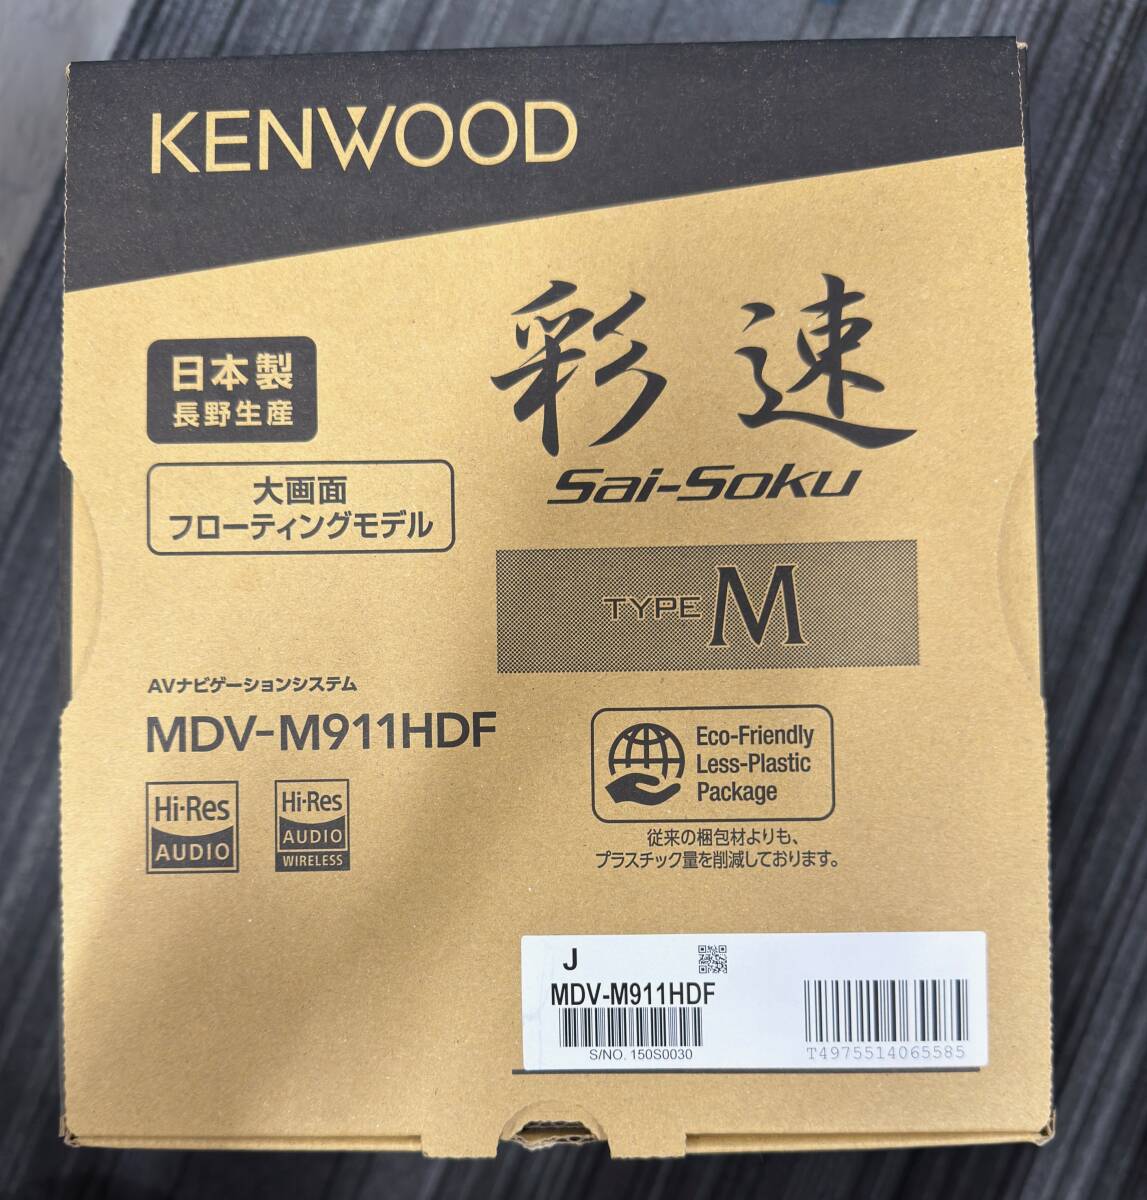 KENWOOD
彩速
Sai-Soku
日本製
長野生産
大画面
フローティングモデル
TYPE M
AVナビゲーションシステム
MDV-M911HDF
Hi-Res
AUDIO
Hi-Res
AUDIO
WIRELESS
Eco-Friendly
Less-Plastic
Package
従来の梱包材よりも、
プラスチック量を削減しております。
J
MDV-M911HDF
S/NO. 150S0030
T4975514065585